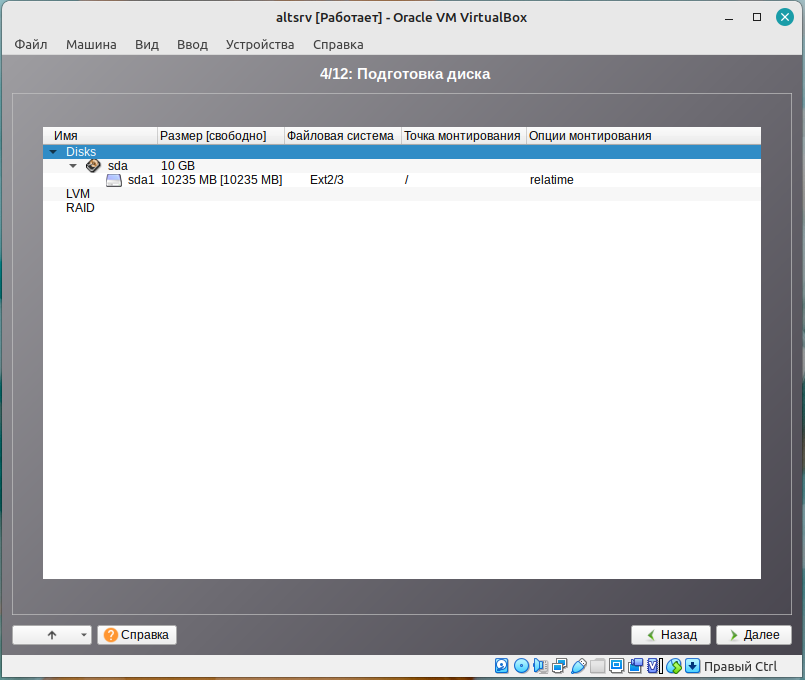 altsrv [Работает] - Oracle VM VirtualBox
Файл Машина Вид Ввод Устройства Справка
4/12: Подготовка диска
Имя Размер [свободно] Файловая система Точка монтирования Опции монтирования
Disks
sda 10 GB
sda1 10235 MB [10235 MB] Ext2/3 / relatime
LVM
RAID
Справка Назад Далее
Правый Ctrl